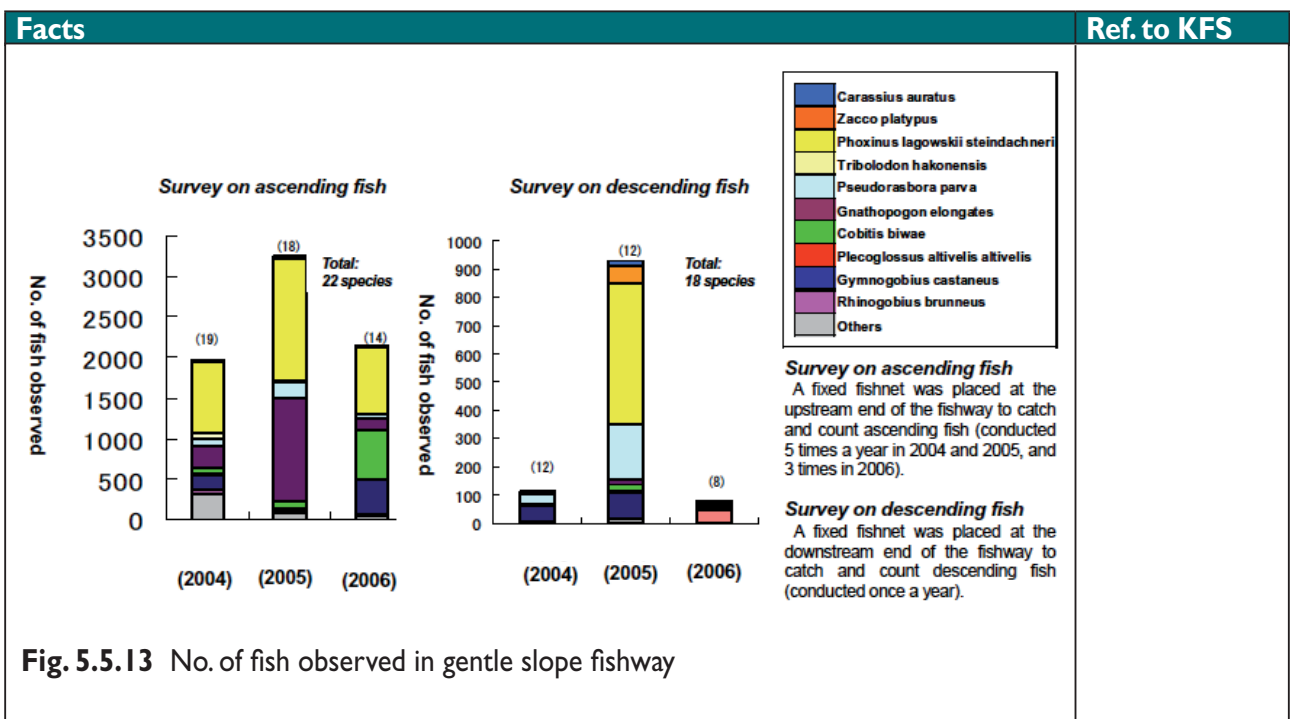 Facts
Ref. to KFS
Survey on ascending fish
No. of fish observed
3500
3000
2500
2000
1500
1000
500
0
(19)
(18)
(14)
Total:
22 species
(2004)
(2005)
(2006)
Survey on descending fish
No. of fish observed
1000
900
800
700
600
500
400
300
200
100
0
(12)
(12)
(8)
Total:
18 species
(2004)
(2005)
(2006)
Carassius auratus
Zacco platypus
Phoxinus lagowskii steindachneri
Tribolodon hakonensis
Pseudorasbora parva
Gnathopogon elongates
Cobitis biwae
Plecoglossus altivelis altivelis
Gymnogobius castaneus
Rhinogobius brunneus
Others
Survey on ascending fish
A fixed fishnet was placed at the
upstream end of the fishway to catch
and count ascending fish (conducted
5 times a year in 2004 and 2005, and
3 times in 2006).
Survey on descending fish
A fixed fishnet was placed at the
downstream end of the fishway to
catch and count descending fish
(conducted once a year).
Fig. 5.5.13 No. of fish observed in gentle slope fishway